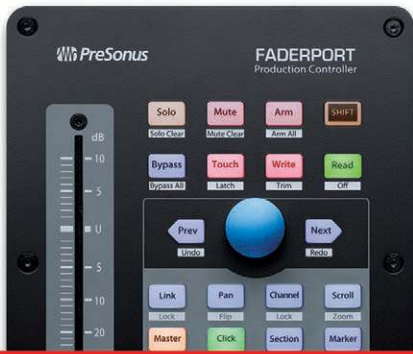 PreSonus
FADERPORT
Production Controller
Solo Mute Arm SHIFT
Solo Clear Mute Clear Arm All
dB
10
5
U
5
10
20
Bypass Touch Write Read
Bypass All Latch Trim Off
Prev Next
Undo Redo
Link Pan Channel Scroll
Lock Flip Lock Zoom
Master Click Section Marker